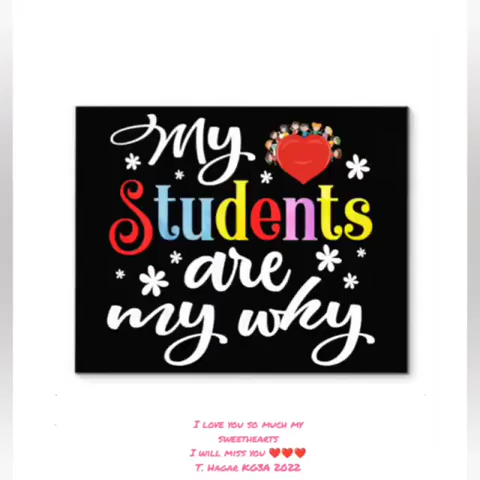 My
Students
are
my why
I love you so much my
sweethearts
I will miss you ❤️❤️❤️
T. Hagar KG3A 2022